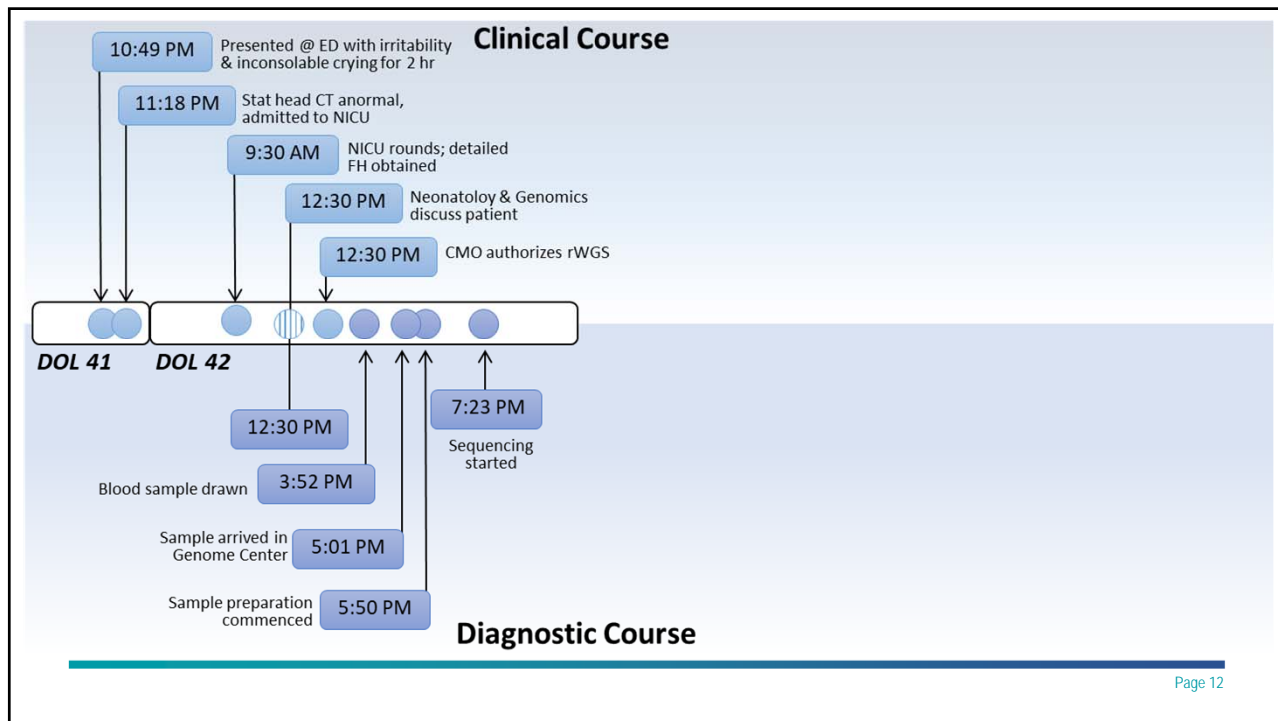 Clinical Course
10:49 PM
Presented @ ED with irritability
& inconsolable crying for 2 hr
11:18 PM
Stat head CT anormal,
admitted to NICU
9:30 AM
NICU rounds; detailed
FH obtained
12:30 PM
Neonatoloy & Genomics
discuss patient
12:30 PM
CMO authorizes rWGS
DOL 41
DOL 42
12:30 PM
7:23 PM
Sequencing
started
Blood sample drawn
3:52 PM
Sample arrived in
Genome Center
5:01 PM
Sample preparation
commenced
5:50 PM
Diagnostic Course
Page 12